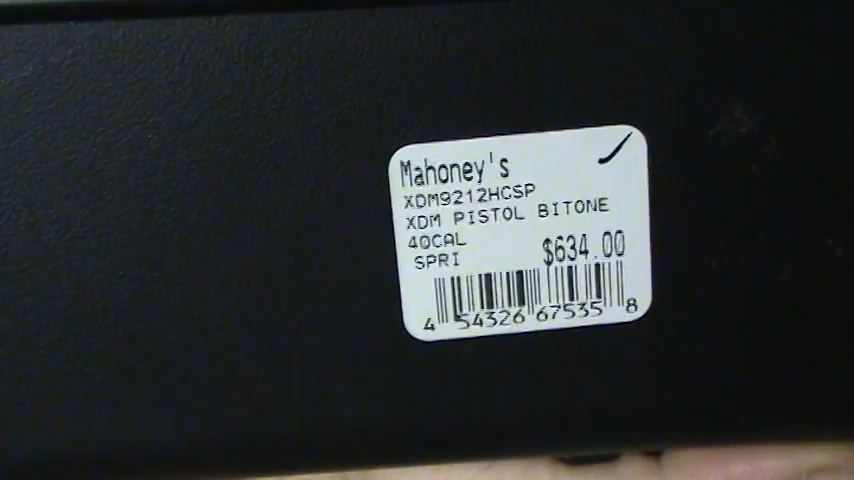 Mahoney's
XDM9212HCSP
XDM PISTOL BITONE
40CAL
SPRI $634.00
4 54326 67535 8